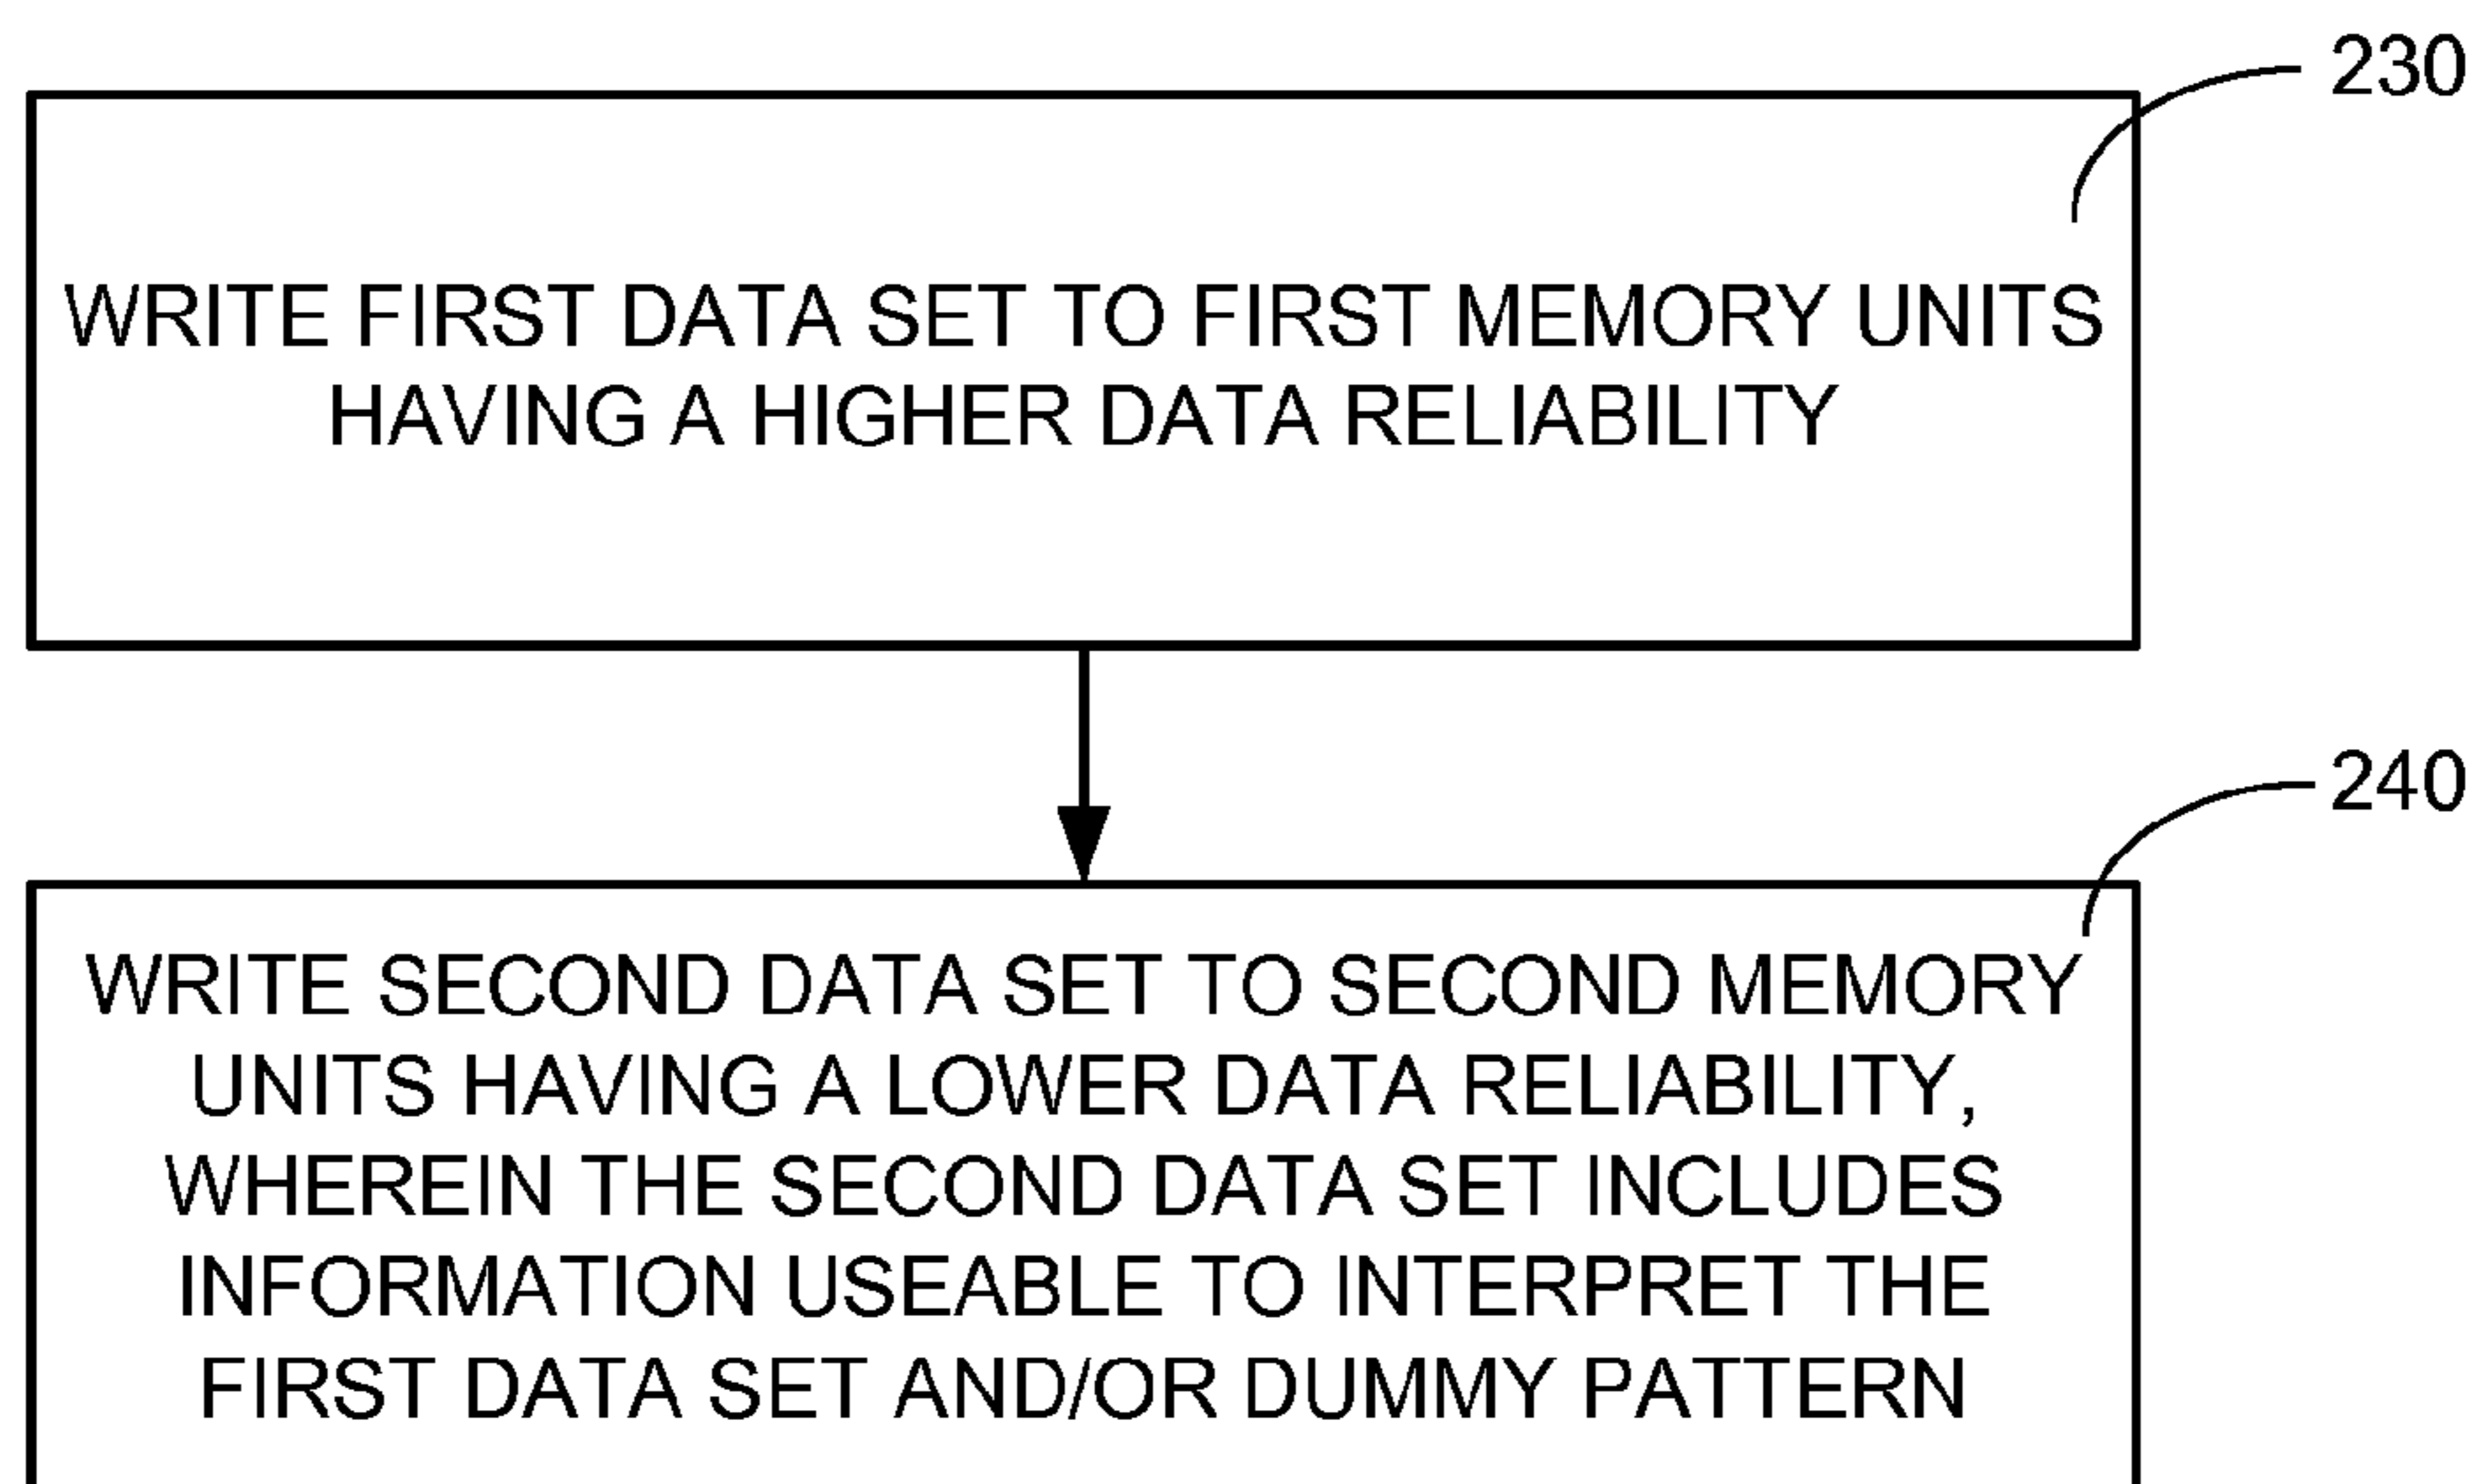 230
WRITE FIRST DATA SET TO FIRST MEMORY UNITS
HAVING A HIGHER DATA RELIABILITY
240
WRITE SECOND DATA SET TO SECOND MEMORY
UNITS HAVING A LOWER DATA RELIABILITY,
WHEREIN THE SECOND DATA SET INCLUDES
INFORMATION USEABLE TO INTERPRET THE
FIRST DATA SET AND/OR DUMMY PATTERN